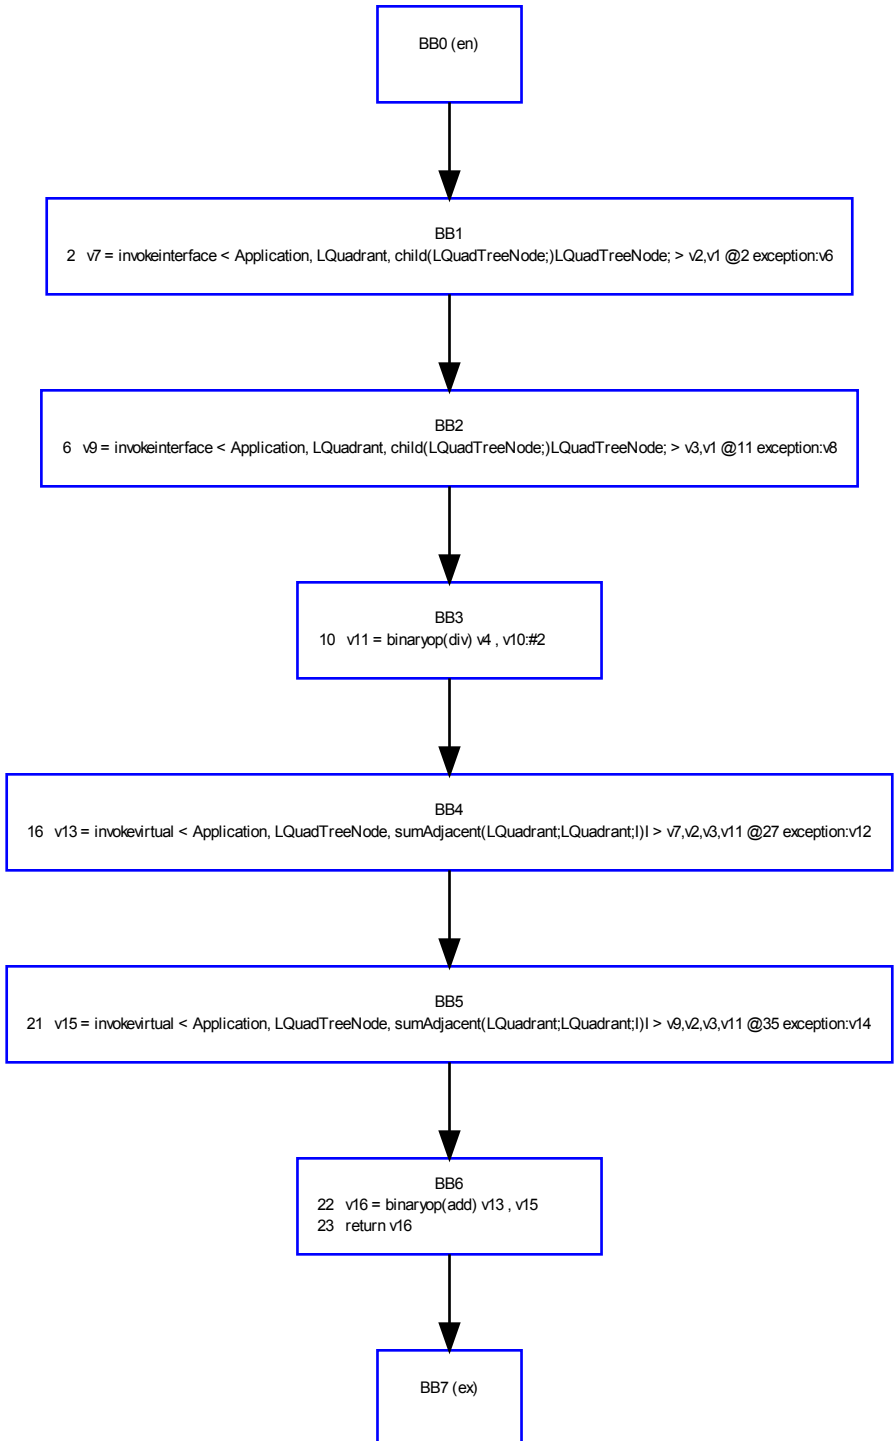 BB0 (en)
BB1
2 v7 = invokeinterface < Application, LQuadrant, child(LQuadTreeNode;)LQuadTreeNode; > v2,v1 @2 exception:v6
BB2
6 v9 = invokeinterface < Application, LQuadrant, child(LQuadTreeNode;)LQuadTreeNode; > v3,v1 @11 exception:v8
BB3
10 v11 = binaryop(div) v4 , v10:#2
BB4
16 v13 = invokevirtual < Application, LQuadTreeNode, sumAdjacent(LQuadrant;LQuadrant;I)I > v7,v2,v3,v11 @27 exception:v12
BB5
21 v15 = invokevirtual < Application, LQuadTreeNode, sumAdjacent(LQuadrant;LQuadrant;I)I > v9,v2,v3,v11 @35 exception:v14
BB6
22 v16 = binaryop(add) v13 , v15
23 return v16
BB7 (ex)